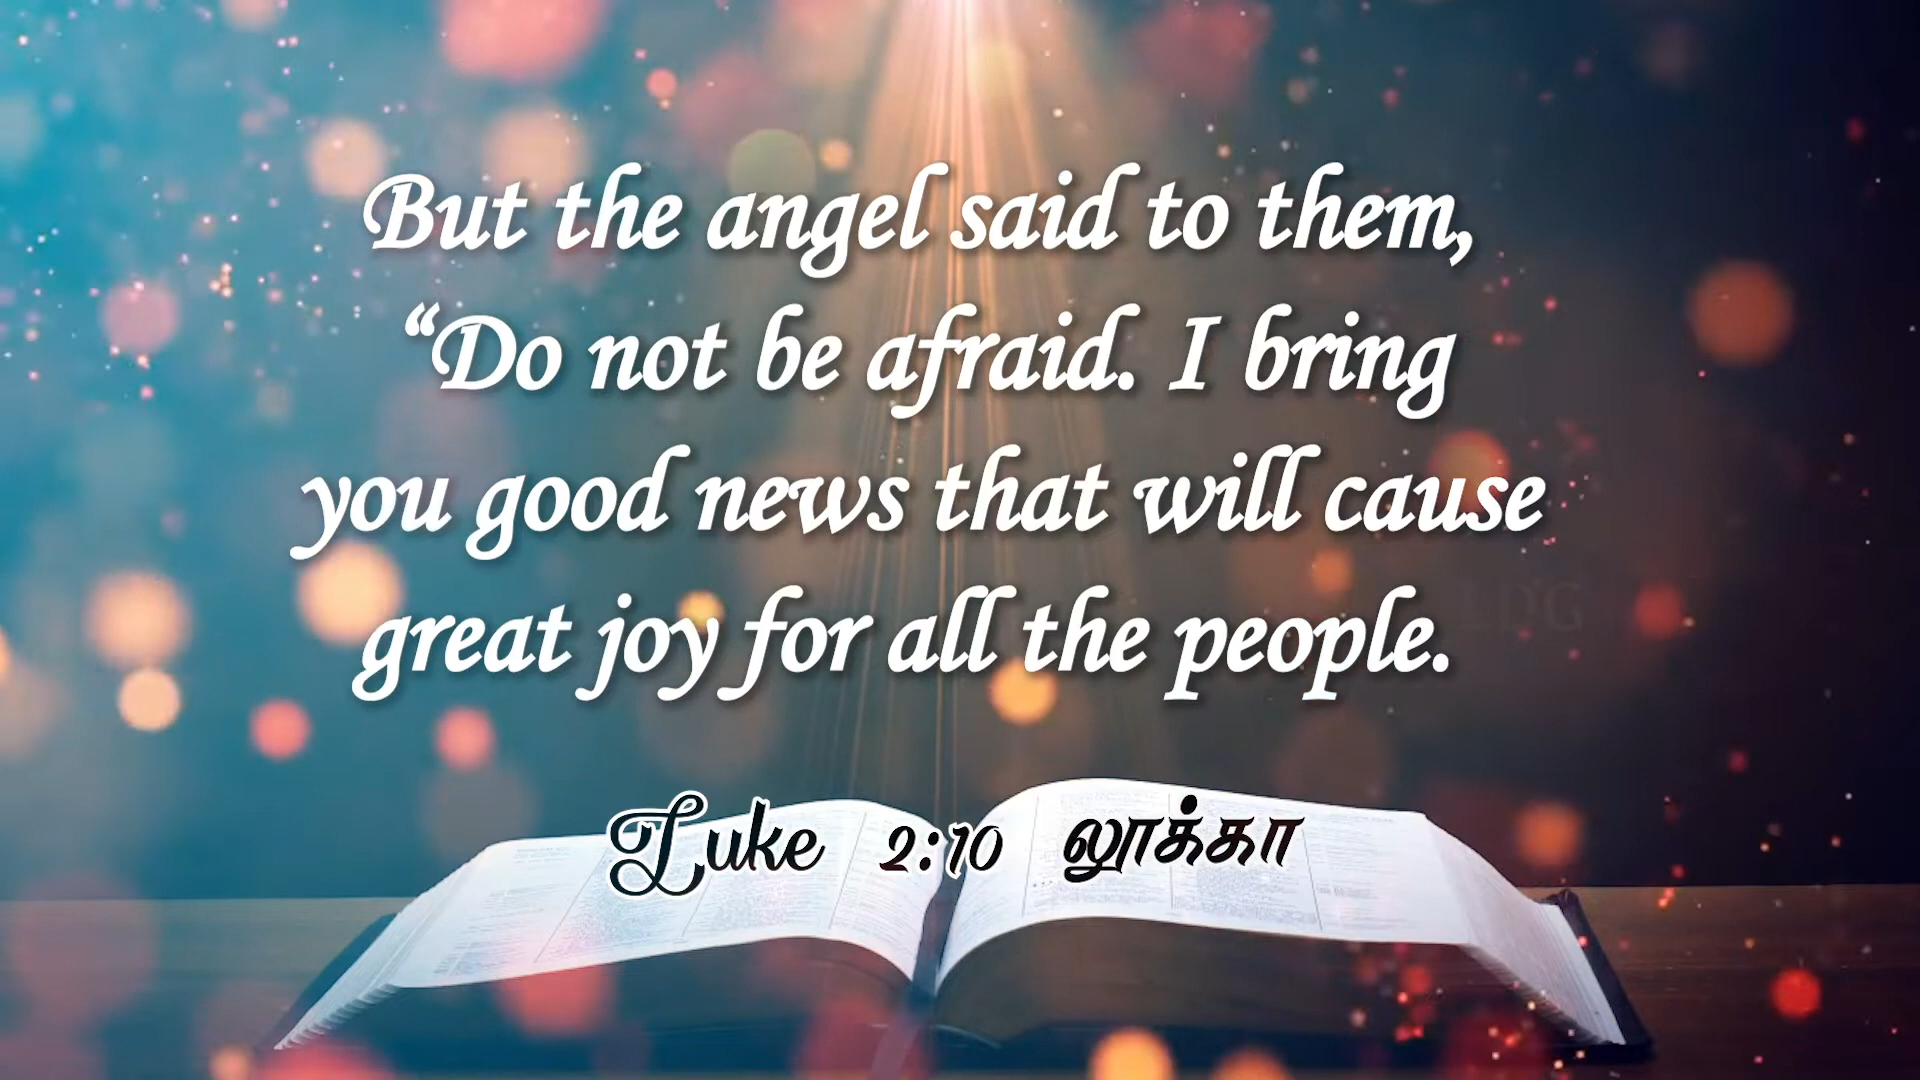 But the angel said to them,
“Do not be afraid. I bring
you good news that will cause
great joy for all the people.
Luke 2:10 லூக்கா